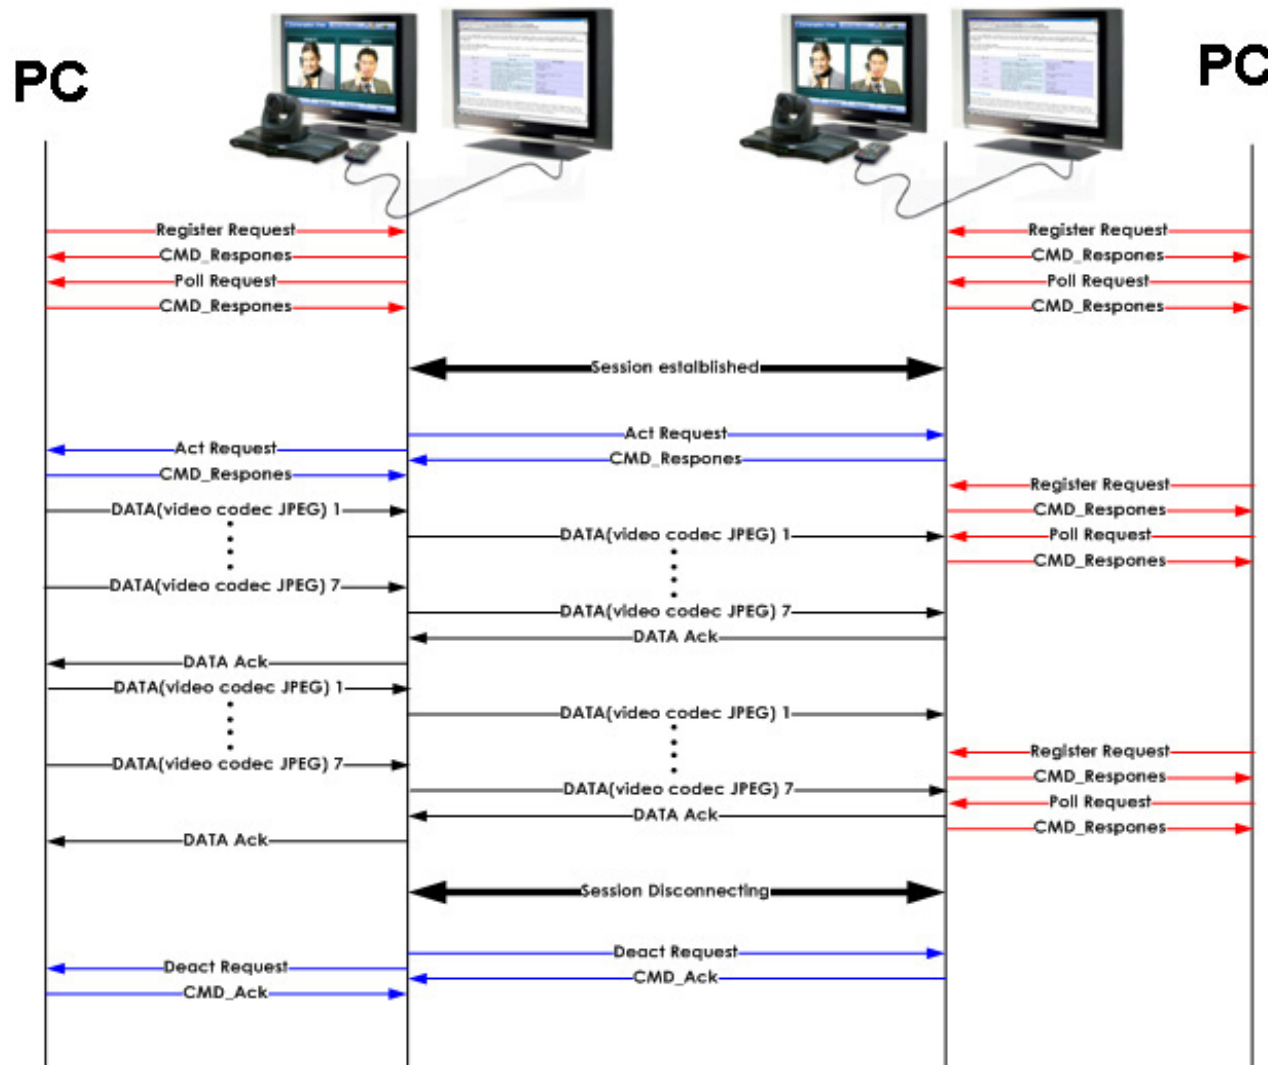 PC
PC
Register Request
Register Request
CMD_Respones
CMD_Respones
Poll Request
Poll Request
CMD_Respones
CMD_Respones
Session estalblished
Act Request
Act Request
CMD_Respones
CMD_Respones
Register Request
DATA(video codec JPEG) 1
CMD_Respones
DATA(video codec JPEG) 1
Poll Request
CMD_Respones
DATA(video codec JPEG) 7
DATA(video codec JPEG) 7
DATA Ack
DATA Ack
DATA(video codec JPEG) 1
DATA(video codec JPEG) 1
Register Request
DATA(video codec JPEG) 7
CMD_Respones
DATA(video codec JPEG) 7
Poll Request
DATA Ack
CMD_Respones
DATA Ack
Session Disconnecting
Deact Request
Deact Request
CMD_Ack
CMD_Ack